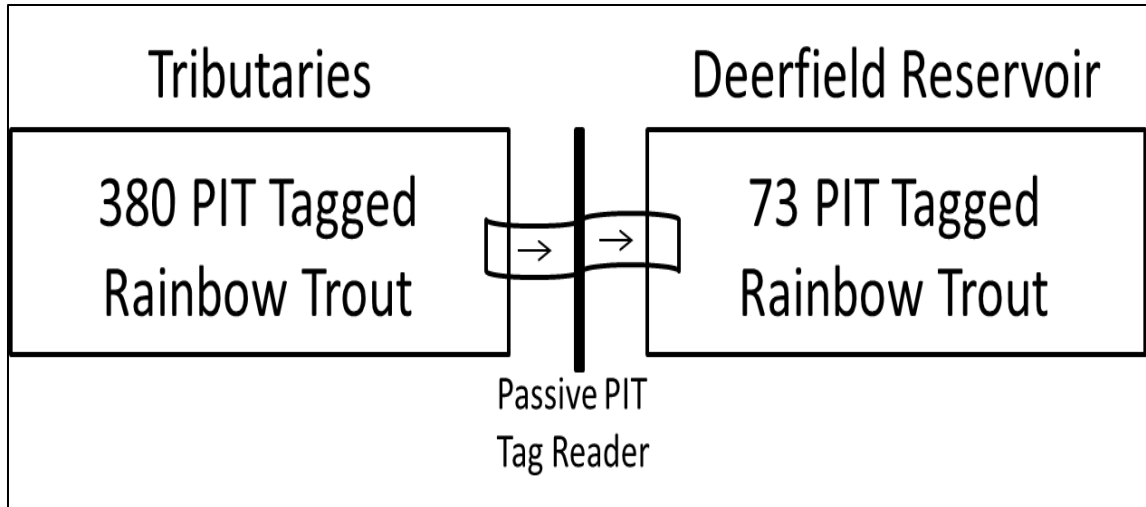 Tributaries
380 PIT Tagged
Rainbow Trout
Deerfield Reservoir
73 PIT Tagged
Rainbow Trout
Passive PIT
Tag Reader